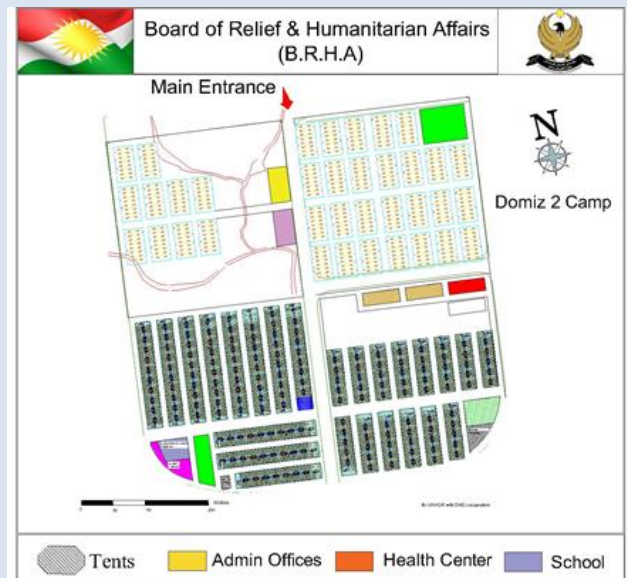 Board of Relief & Humanitarian Affairs
(B.R.H.A)
Main Entrance
N
Domiz 2 Camp
Tents
Admin Offices
Health Center
School